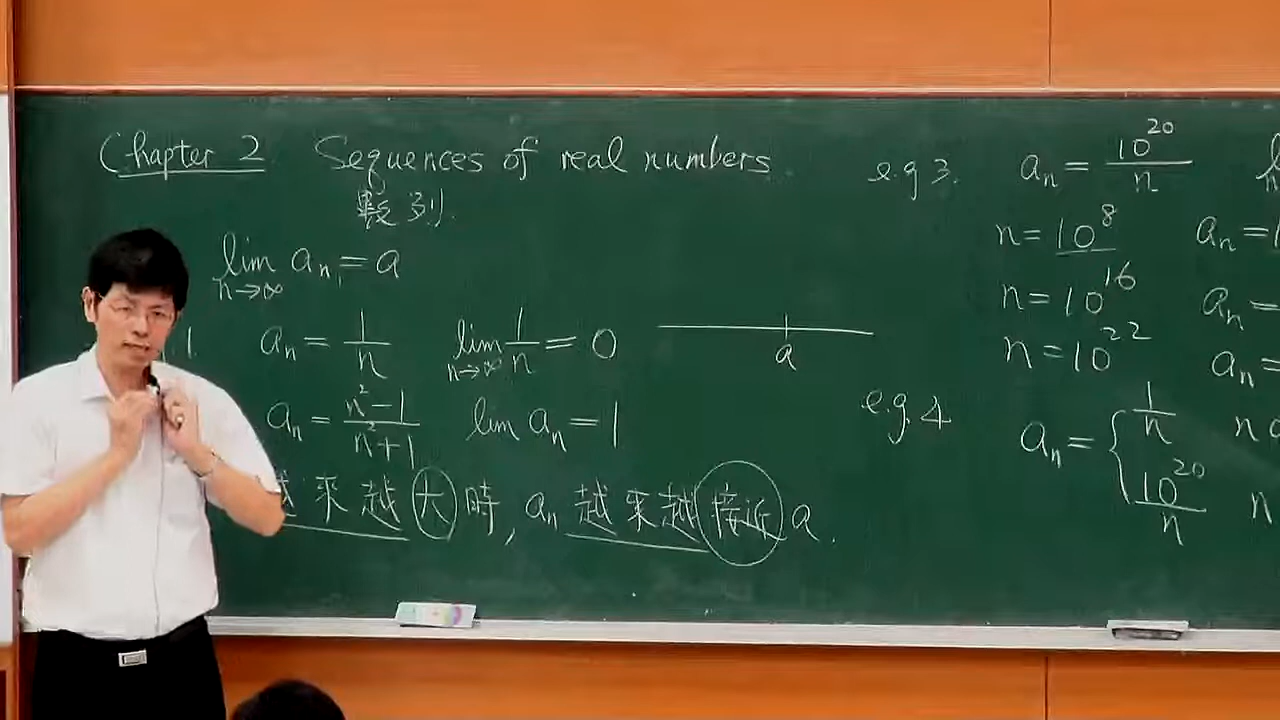 Chapter 2 Sequences of real numbers
數列.
lim n→∞ aₙ = a
1. aₙ = 1/n lim n→∞ 1/n = 0
a
aₙ = (n²-1)/(n²+1) lim aₙ = 1
來越大時, aₙ 越來越接近 a.
e.g 3. aₙ = 10²⁰/n
n = 10⁸ aₙ =
n = 10¹⁶ aₙ =
n = 10²² aₙ =
e.g. 4 aₙ = { 1/n n
10²⁰/n n